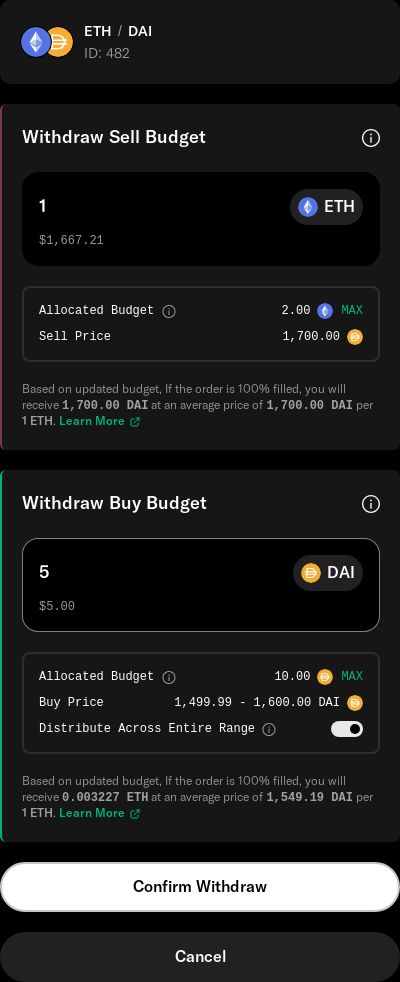 ETH / DAI
ID: 482
Withdraw Sell Budget
1
ETH
$1,667.21
Allocated Budget 2.00 MAX
Sell Price 1,700.00
Based on updated budget, If the order is 100% filled, you will
receive 1,700.00 DAI at an average price of 1,700.00 DAI per
1 ETH. Learn More
Withdraw Buy Budget
5
DAI
$5.00
Allocated Budget 10.00 MAX
Buy Price 1,499.99 - 1,600.00 DAI
Distribute Across Entire Range
Based on updated budget, If the order is 100% filled, you will
receive 0.003227 ETH at an average price of 1,549.19 DAI per
1 ETH. Learn More
Confirm Withdraw
Cancel